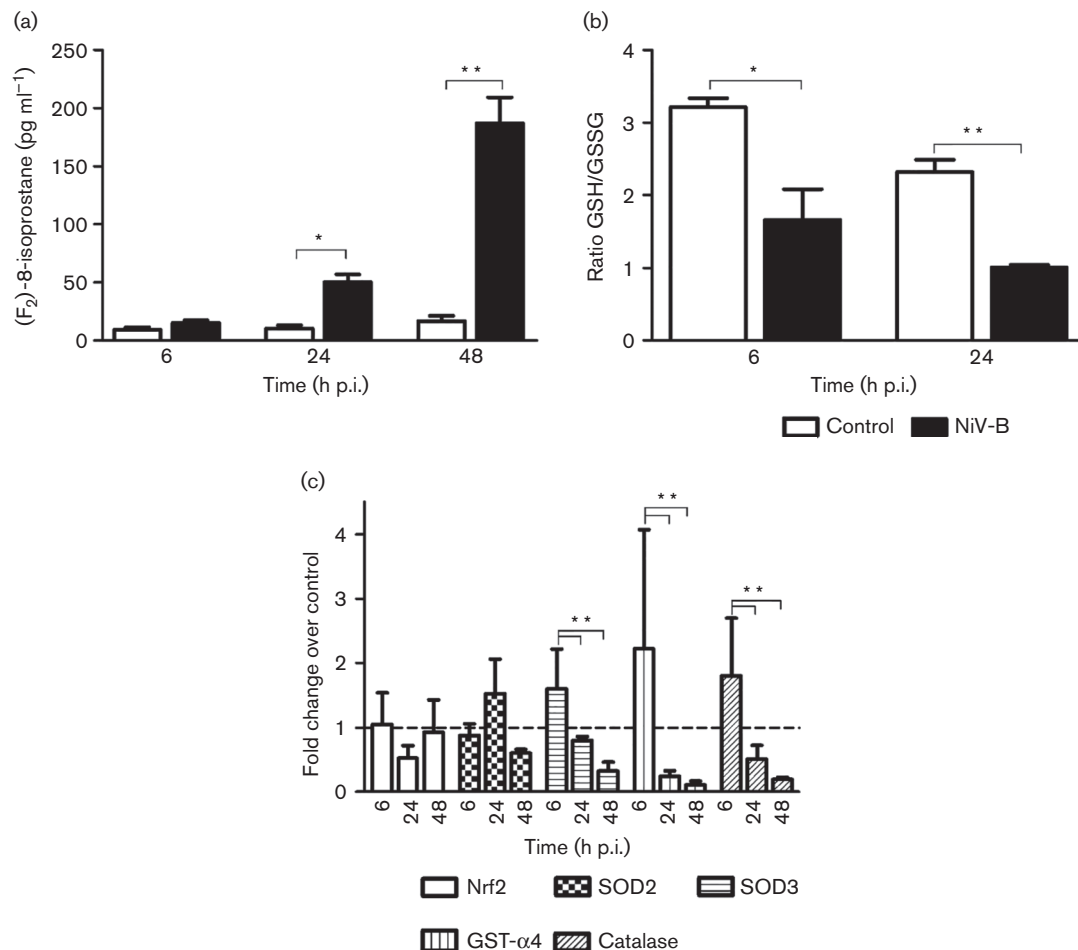 (a)
(F₂)-8-isoprostane (pg ml⁻¹)
250
200
150
100
50
0
* *
*
6 24 48
Time (h p.i.)
(b)
Ratio GSH/GSSG
4
3
2
1
0
*
* *
6 24
Time (h p.i.)
Control NiV-B
(c)
Fold change over control
4
3
2
1
0
* *
* *
* *
6 24 48 6 24 48 6 24 48 6 24 48 6 24 48
Time (h p.i.)
Nrf2 SOD2 SOD3
GST-α4 Catalase